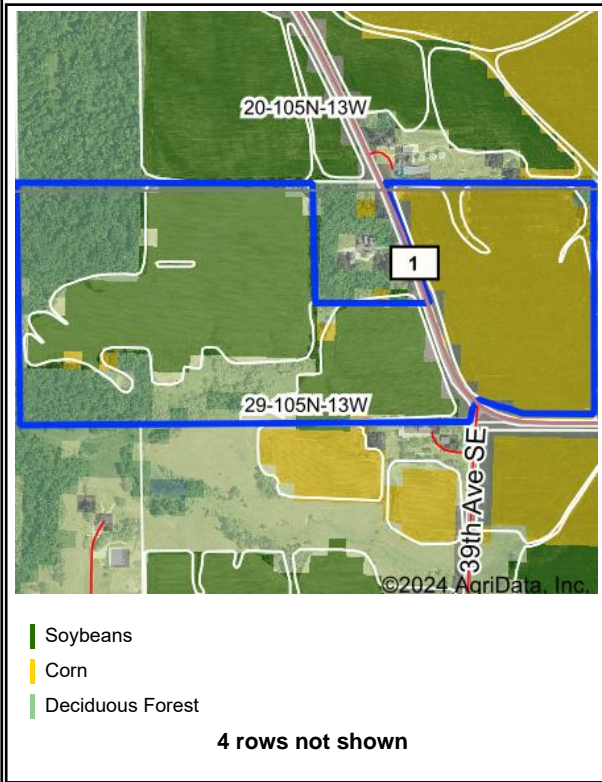 20-105N-13W
1
29-105N-13W
39th Ave SE
©2024 AgriData, Inc.
Soybeans
Corn
Deciduous Forest
4 rows not shown